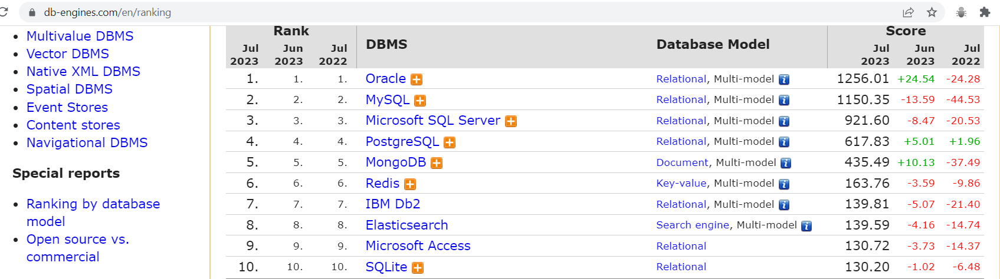 db-engines.com/en/ranking
Multivalue DBMS
Vector DBMS
Native XML DBMS
Spatial DBMS
Event Stores
Content stores
Navigational DBMS
Special reports
Ranking by database
model
Open source vs.
commercial
Rank DBMS Database Model Score
Jul Jun Jul Jul Jun Jul
2023 2023 2022 2023 2023 2022
1. 1. 1. Oracle Relational, Multi-model 1256.01 +24.54 -24.28
2. 2. 2. MySQL Relational, Multi-model 1150.35 -13.59 -44.53
3. 3. 3. Microsoft SQL Server Relational, Multi-model 921.60 -8.47 -20.53
4. 4. 4. PostgreSQL Relational, Multi-model 617.83 +5.01 +1.96
5. 5. 5. MongoDB Document, Multi-model 435.49 +10.13 -37.49
6. 6. 6. Redis Key-value, Multi-model 163.76 -3.59 -9.86
7. 7. 7. IBM Db2 Relational, Multi-model 139.81 -5.07 -21.40
8. 8. 8. Elasticsearch Search engine, Multi-model 139.59 -4.16 -14.74
9. 9. 9. Microsoft Access Relational 130.72 -3.73 -14.37
10. 10. 10. SQLite Relational 130.20 -1.02 -6.48